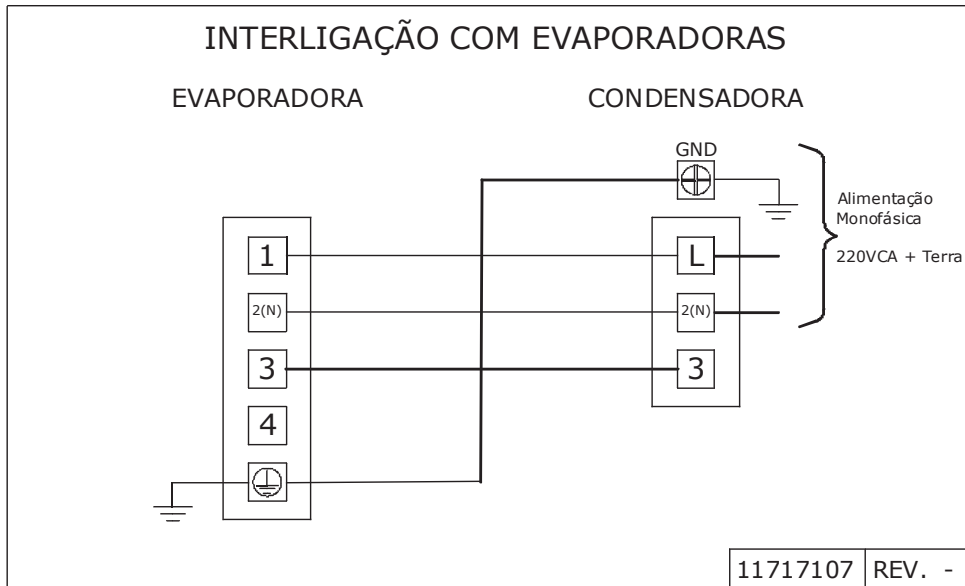 INTERLIGAÇÃO COM EVAPORADORAS
EVAPORADORA
CONDENSADORA
GND
Alimentação
Monofásica
220VCA + Terra
1
L
2(N)
2(N)
3
3
4
11717107
REV. -